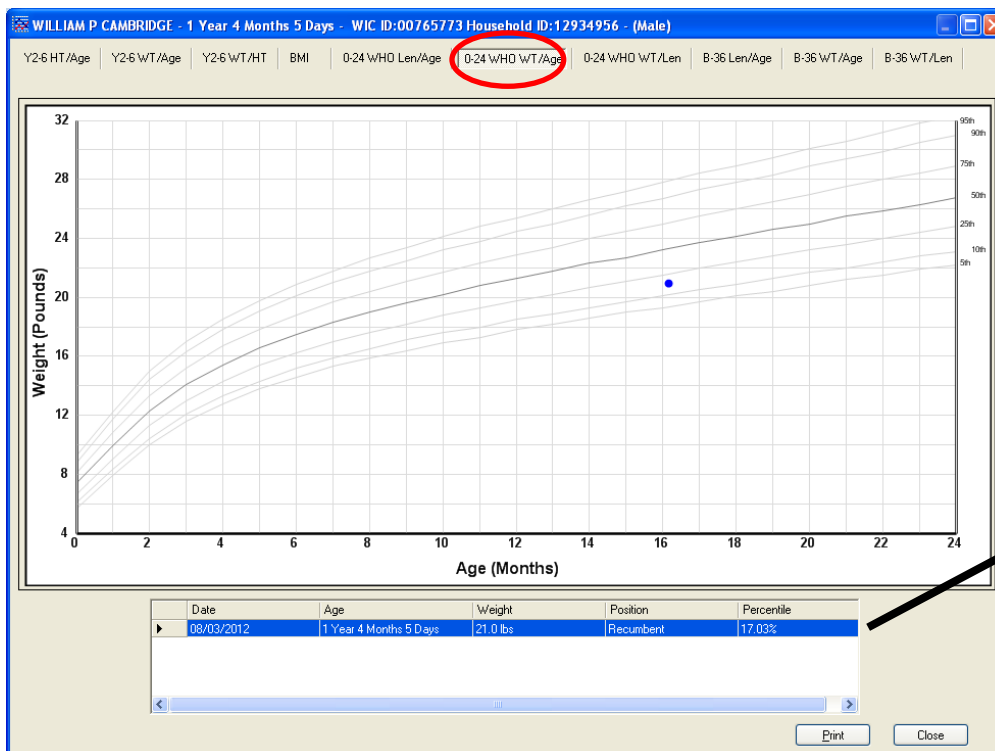 WILLIAM P CAMBRIDGE - 1 Year 4 Months 5 Days - WIC ID:00765773 Household ID:12934956 - (Male)
Y2-6 HT/Age Y2-6 WT/Age Y2-6 WT/HT BMI 0-24 WHO Len/Age 0-24 WHO WT/Age 0-24 WHO WT/Len B-36 Len/Age B-36 WT/Age B-36 WT/Len
Weight (Pounds)
32
28
24
20
16
12
8
4
95th
90th
75th
50th
25th
10th
5th
0 2 4 6 8 10 12 14 16 18 20 22 24
Age (Months)
Date Age Weight Position Percentile
08/03/2012 1 Year 4 Months 5 Days 21.0 lbs Recumbent 17.03%
Print Close